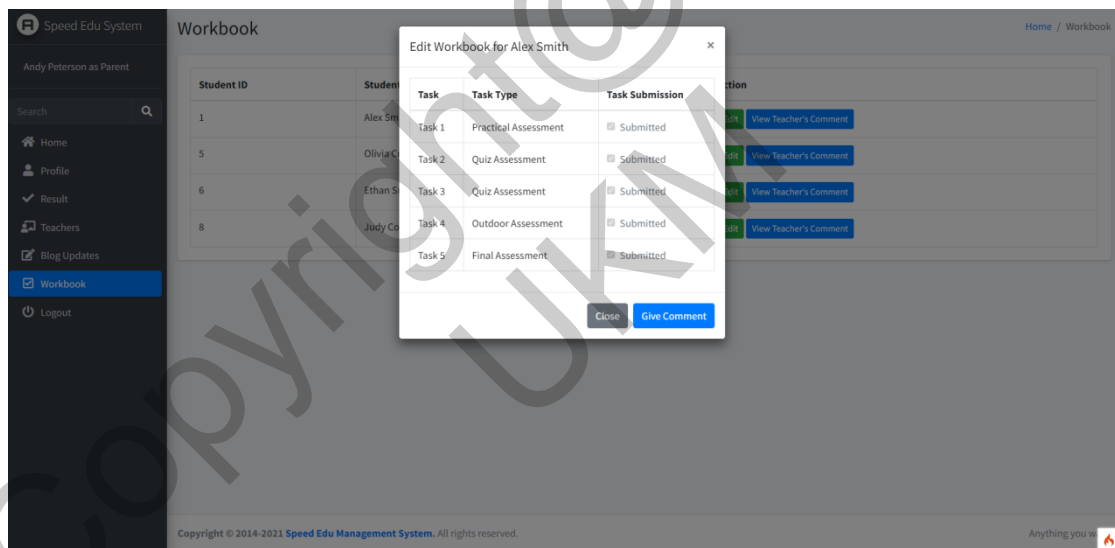 Speed Edu System
Workbook
Home / Workbook
Andy Peterson as Parent
Search
Home
Profile
Result
Teachers
Blog Updates
Workbook
Logout
Student ID
1
5
6
8
Edit Workbook for Alex Smith ×
Task Task Type Task Submission
Task 1 Practical Assessment Submitted
Task 2 Quiz Assessment Submitted
Task 3 Quiz Assessment Submitted
Task 4 Outdoor Assessment Submitted
Task 5 Final Assessment Submitted
Close Give Comment
View Teacher's Comment
View Teacher's Comment
View Teacher's Comment
View Teacher's Comment
Copyright © 2014-2021 Speed Edu Management System. All rights reserved.
Anything you
Copyright@
UKM